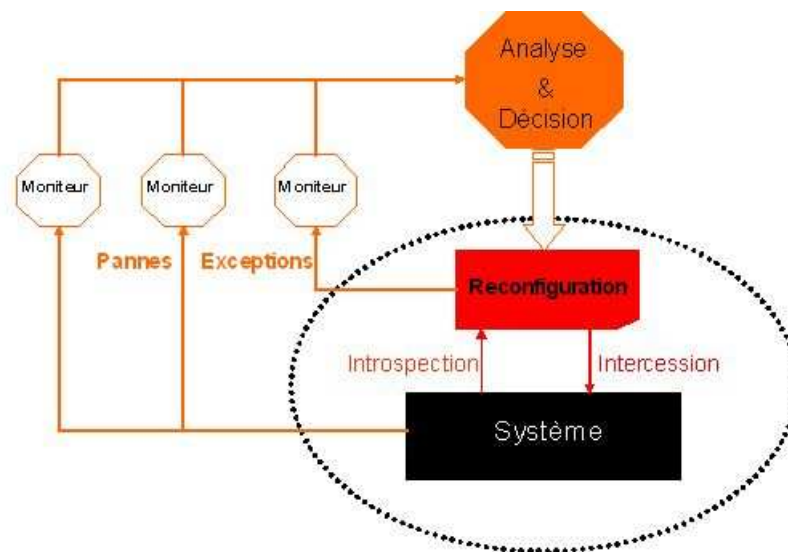 Analyse
&
Décision
Moniteur
Moniteur
Moniteur
Pannes
Exceptions
Reconfiguration
Introspection
Intercession
Système